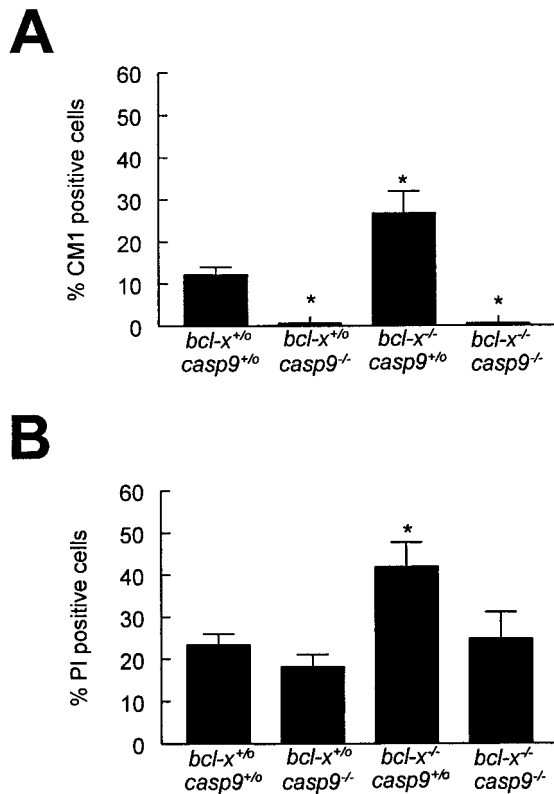 A
% CM1 positive cells
60
50
40
30
20
10
0
*
*
*
bcl-x+/o bcl-x+/o bcl-x-/- bcl-x-/-
casp9+/o casp9-/- casp9+/o casp9-/-
B
% PI positive cells
60
50
40
30
20
10
0
*
bcl-x+/o bcl-x+/o bcl-x-/- bcl-x-/-
casp9+/o casp9-/- casp9+/o casp9-/-